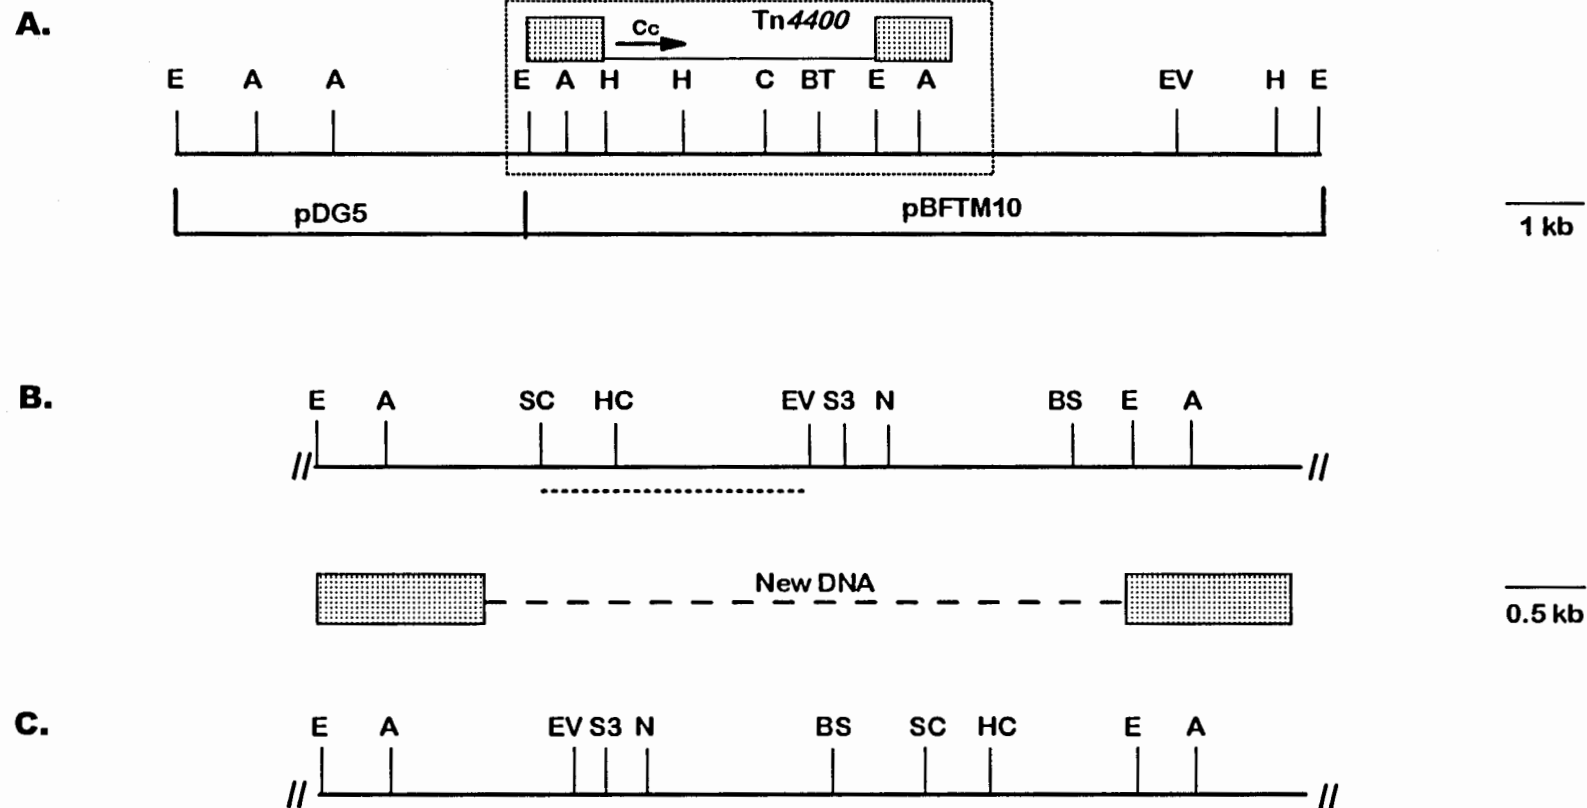 A.
Cc Tn4400
E A A E A H H C BT E A EV H E
pDG5 pBFTM10
1 kb
B.
E A SC HC EV S3 N BS E A
New DNA
0.5 kb
C.
E A EV S3 N BS SC HC E A